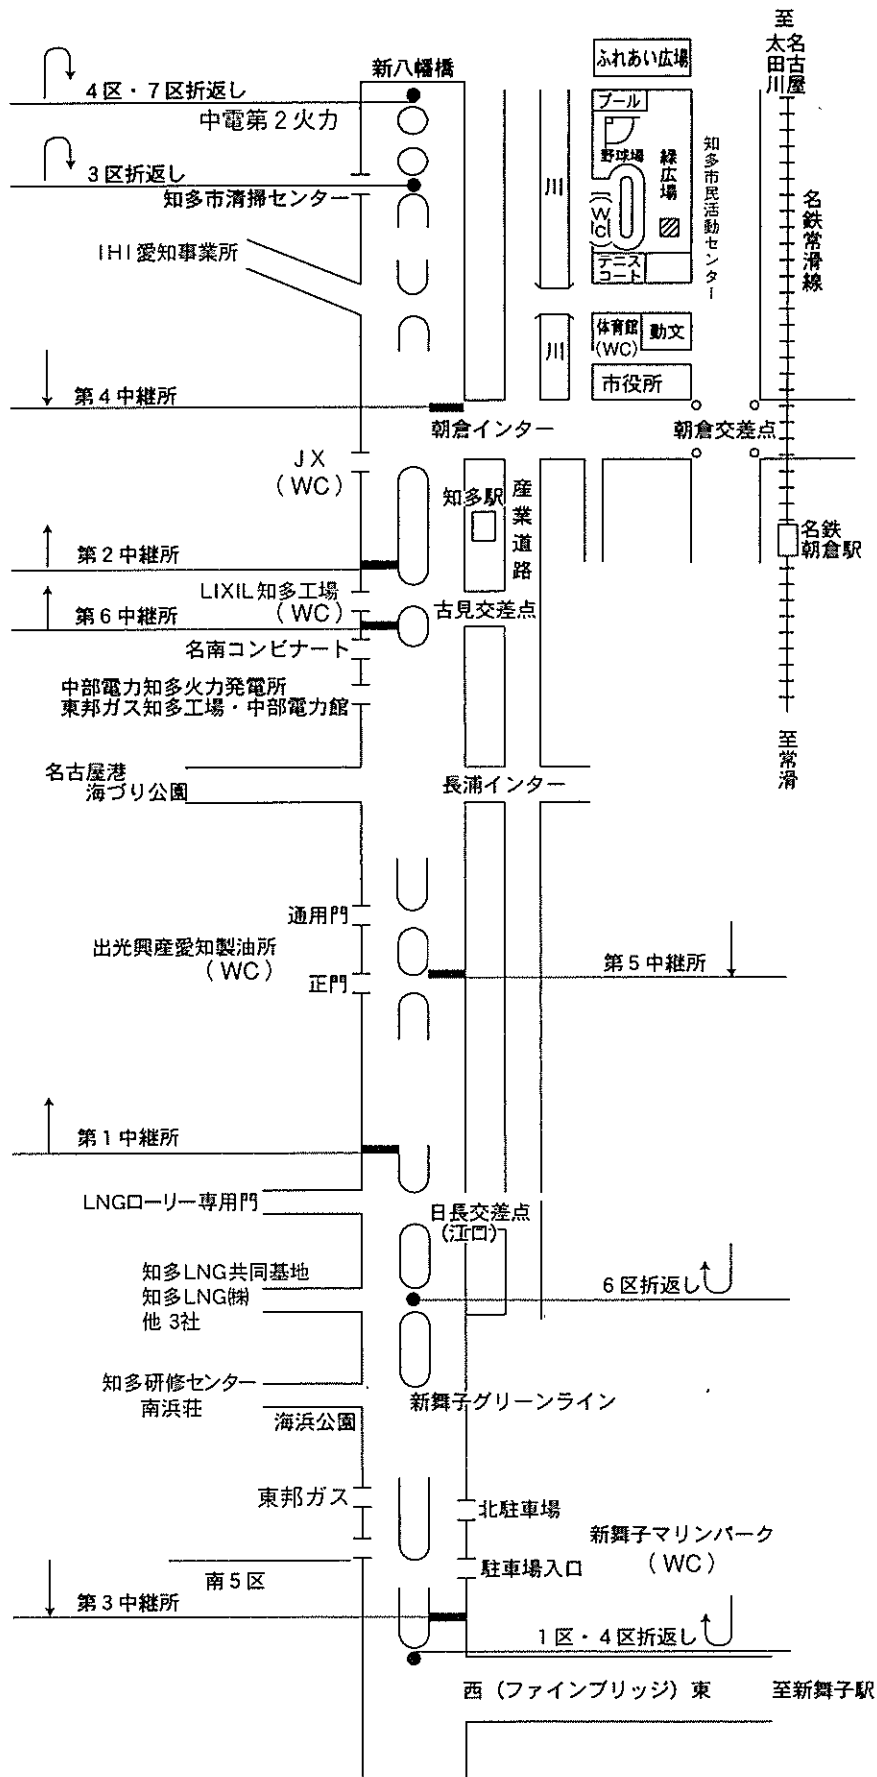 至
名古屋
太田川
ふれあい広場
新八幡橋
4区・7区折返し
中電第2火力
プール
野球場
緑広場
知多市民活動センター
名鉄常滑線
3区折返し
知多市清掃センター
川
WC
IHI愛知事業所
テニス
コート
川
体育館
(WC)
勤文
市役所
第4中継所
朝倉インター
朝倉交差点
JX
(WC)
知多駅
産業道路
名鉄
朝倉駅
第2中継所
LIXIL知多工場
(WC)
第6中継所
古見交差点
名南コンビナート
中部電力知多火力発電所
東邦ガス知多工場・中部電力館
至常滑
名古屋港
海づり公園
長浦インター
通用門
出光興産愛知製油所
(WC)
正門
第5中継所
第1中継所
LNGローリー専用門
日長交差点
(江口)
知多LNG共同基地
知多LNG㈱
他 3社
6区折返し
知多研修センター
南浜荘
海浜公園
新舞子グリーンライン
東邦ガス
北駐車場
新舞子マリンパーク
(WC)
南5区
駐車場入口
第3中継所
1区・4区折返し
西(ファインブリッジ)東
至新舞子駅